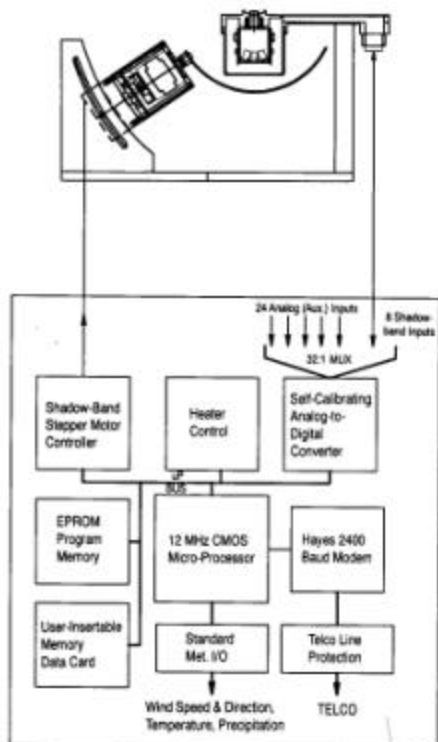 24 Analog (Aux.) Inputs
8 Shadow-
band Inputs
32:1 MUX
Shadow-Band
Stepper Motor
Controller
Heater
Control
Self-Calibrating
Analog-to-
Digital
Converter
uP
BUS
EPROM
Program
Memory
12 MHz CMOS
Micro-Processor
Hayes 2400
Baud Modem
User-Insertable
Memory
Data Card
Standard
Met. I/O
Telco Line
Protection
Wind Speed & Direction,
Temperature, Precipitation
TELCO